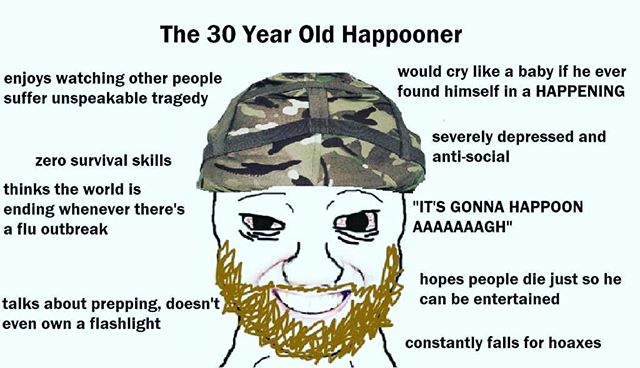 The 30 Year Old Happooner
enjoys watching other people
suffer unspeakable tragedy
would cry like a baby if he ever
found himself in a HAPPENING
zero survival skills
severely depressed and
anti-social
thinks the world is
ending whenever there's
a flu outbreak
"IT'S GONNA HAPPOON
AAAAAAAGH"
talks about prepping, doesn't
even own a flashlight
hopes people die just so he
can be entertained
constantly falls for hoaxes